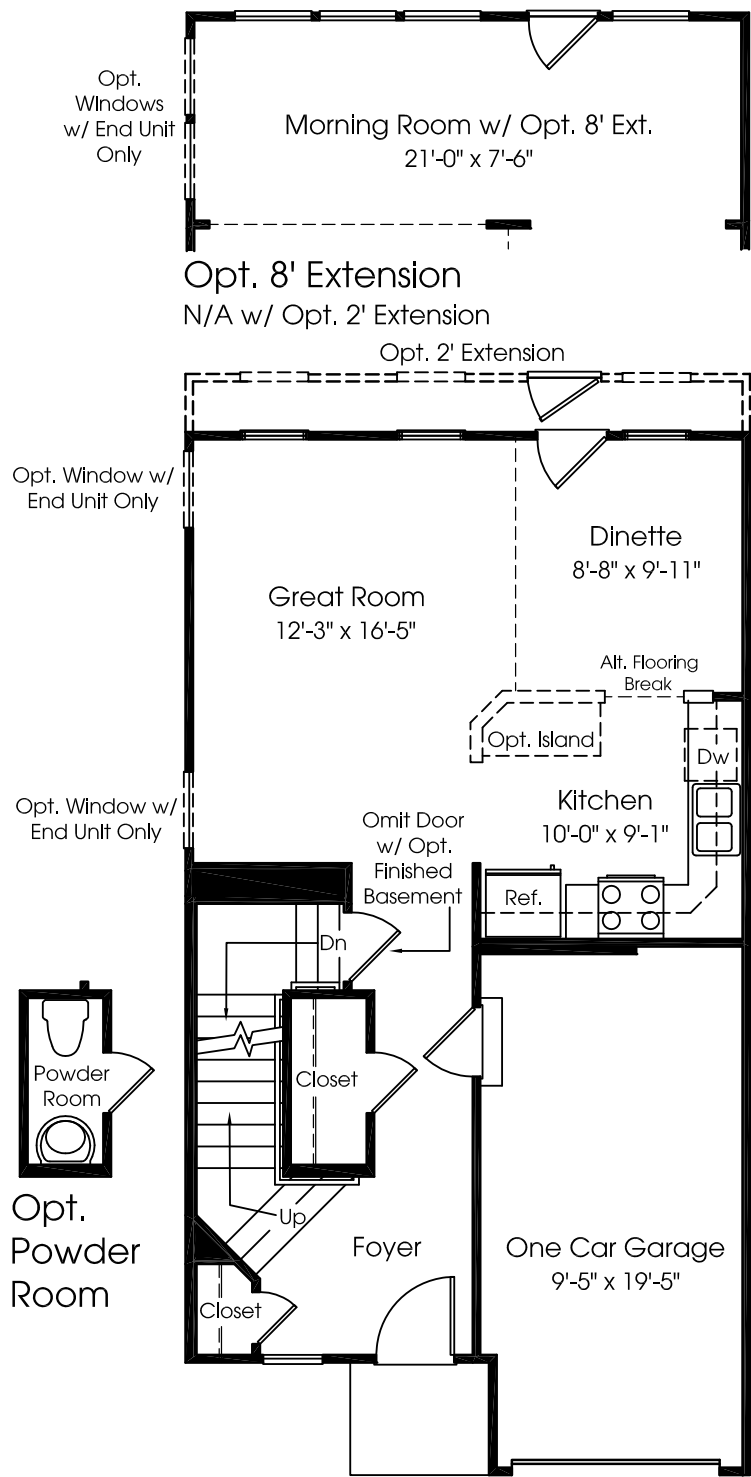 Opt.
Windows
w/ End Unit
Only
Morning Room w/ Opt. 8' Ext.
21'-0" x 7'-6"
Opt. 8' Extension
N/A w/ Opt. 2' Extension
Opt. 2' Extension
Opt. Window w/
End Unit Only
Dinette
8'-8" x 9'-11"
Great Room
12'-3" x 16'-5"
Alt. Flooring
Break
Opt. Island
Dw
Opt. Window w/
End Unit Only
Kitchen
10'-0" x 9'-1"
Omit Door
w/ Opt.
Finished
Basement
Ref.
Dn
Powder
Room
Closet
Opt.
Powder
Room
Up
Foyer
One Car Garage
9'-5" x 19'-5"
Closet